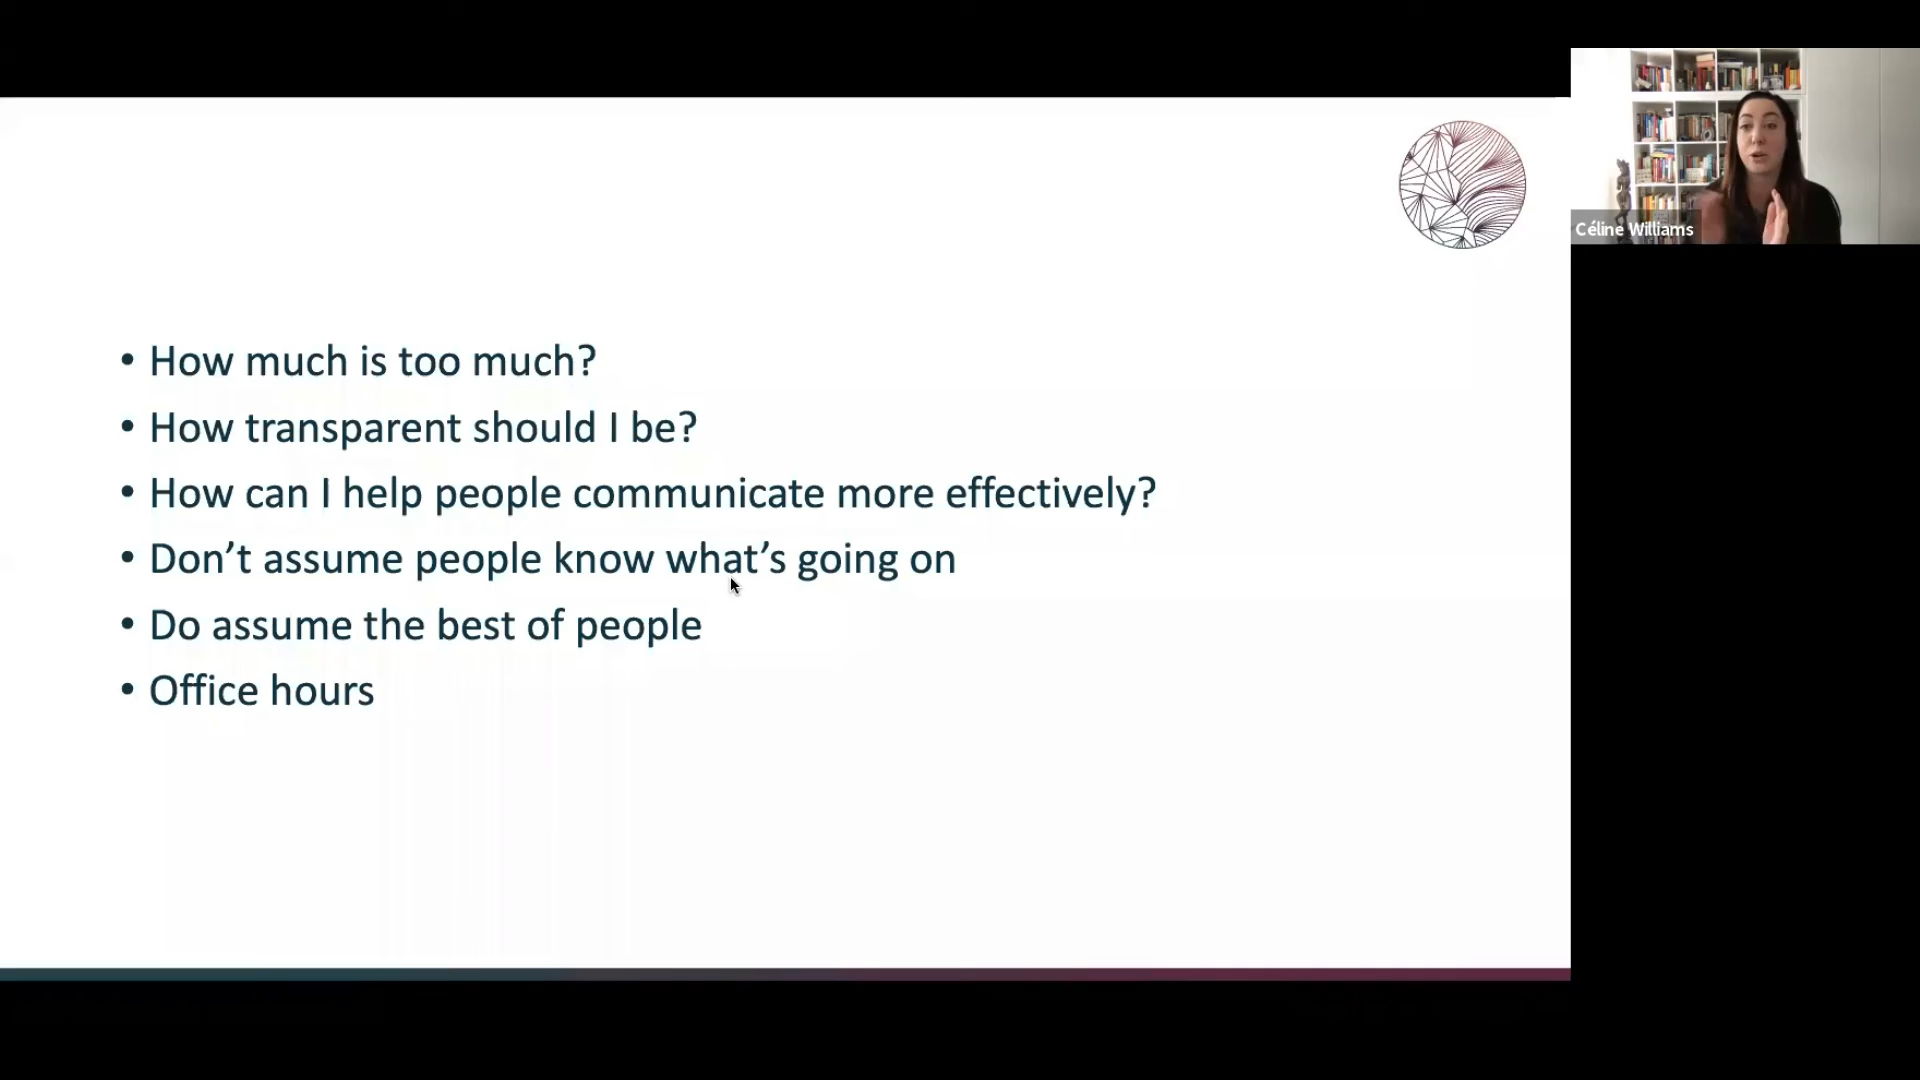 • How much is too much?
• How transparent should I be?
• How can I help people communicate more effectively?
• Don’t assume people know what’s going on
• Do assume the best of people
• Office hours
Céline Williams